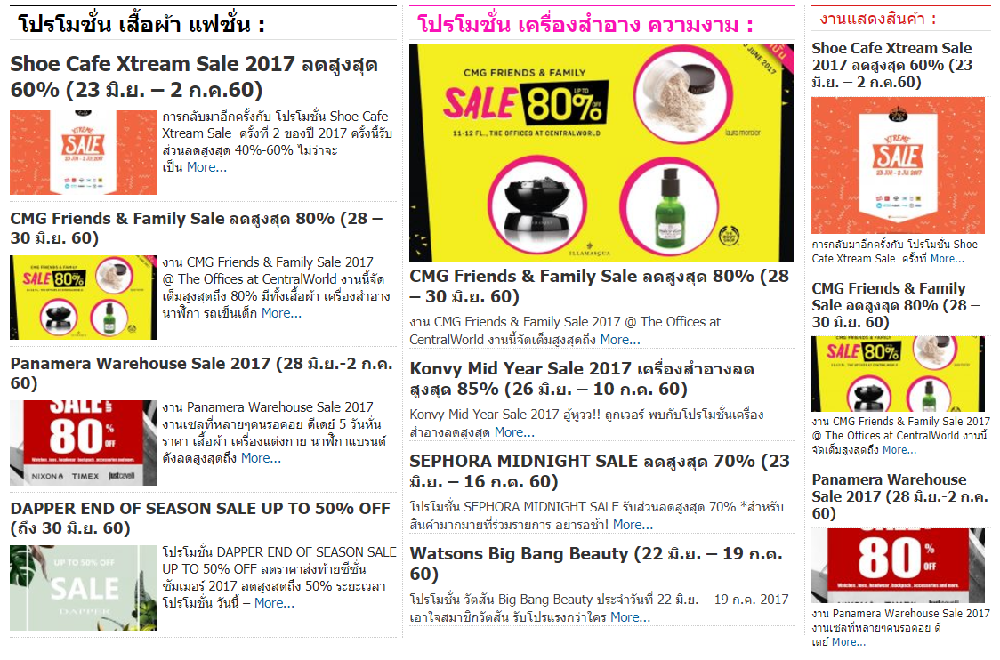 โปรโมชั่น เสื้อผ้า แฟชั่น :
Shoe Cafe Xtream Sale 2017 ลดสูงสุด
60% (23 มิ.ย. – 2 ก.ค.60)
XTREME
SALE
23 JUN - 2 JUL 2017
การกลับมาอีกครั้งกับ โปรโมชั่น Shoe Cafe
Xtream Sale ครั้งที่ 2 ของปี 2017 ครั้งนี้รับ
ส่วนลดสูงสุด 40%-60% ไม่ว่าจะ
เป็น More...
CMG Friends & Family Sale ลดสูงสุด 80% (28 –
30 มิ.ย. 60)
CMG FRIENDS & FAMILY
SALE 80%
งาน CMG Friends & Family Sale 2017
@ The Offices at CentralWorld งานนี้จัด
เต็มสูงสุดถึง 80% มีทั้งเสื้อผ้า เครื่องสำอาง
นาฬิกา รถเข็นเด็ก More...
Panamera Warehouse Sale 2017 (28 มิ.ย.-2 ก.ค.
60)
SALE UP TO
80% OFF
Watches, toys, headwear, backpack, accessories and more.
NIXON TIMEX justcavalli
งาน Panamera Warehouse Sale 2017
งานเซลที่หลายๆคนรอคอย ดีเดย์ 5 วันหั่น
ราคา เสื้อผ้า เครื่องแต่งกาย นาฬิกาแบรนด์
ดังลดสูงสุดถึง More...
DAPPER END OF SEASON SALE UP TO 50% OFF
(ถึง 30 มิ.ย. 60)
UP TO 50% OFF
SALE
DAPPER
โปรโมชั่น DAPPER END OF SEASON SALE
UP TO 50% OFF ลดราคาส่งท้ายซีซั่น
ซัมเมอร์ 2017 ลดสูงสุดถึง 50% ระยะเวลา
โปรโมชั่น วันนี้ – More...
โปรโมชั่น เครื่องสำอาง ความงาม :
JUNE 2017
CMG FRIENDS & FAMILY
SALE UP TO 80% OFF
11-12 FL., THE OFFICES AT CENTRALWORLD
laura mercier
ILLAMASQUA
THE BODY SHOP
CMG Friends & Family Sale ลดสูงสุด 80% (28
– 30 มิ.ย. 60)
งาน CMG Friends & Family Sale 2017 @ The Offices at
CentralWorld งานนี้จัดเต็มสูงสุดถึง More...
Konvy Mid Year Sale 2017 เครื่องสำอางลด
สูงสุด 85% (26 มิ.ย. – 10 ก.ค. 60)
Konvy Mid Year Sale 2017 อู้หูวว!! ถูกเวอร์ พบกับโปรโมชั่นเครื่อง
สำอางลดสูงสุด More...
SEPHORA MIDNIGHT SALE ลดสูงสุด 70% (23
มิ.ย. – 16 ก.ค. 60)
โปรโมชั่น SEPHORA MIDNIGHT SALE รับส่วนลดสูงสุด 70% *สำหรับ
สินค้ามากมายที่ร่วมรายการ อย่ารอช้า! More...
Watsons Big Bang Beauty (22 มิ.ย. – 19 ก.ค.
60)
โปรโมชั่น วัตสัน Big Bang Beauty ประจำวันที่ 22 มิ.ย. – 19 ก.ค. 2017
เอาใจสมาชิกวัตสัน รับโปรแรงกว่าใคร More...
งานแสดงสินค้า :
Shoe Cafe Xtream Sale
2017 ลดสูงสุด 60% (23
มิ.ย. – 2 ก.ค.60)
XTREME
SALE
23 JUN - 2 JUL 2017
การกลับมาอีกครั้งกับ โปรโมชั่น Shoe
Cafe Xtream Sale ครั้งที่ More...
CMG Friends & Family
Sale ลดสูงสุด 80% (28 –
30 มิ.ย. 60)
CMG FRIENDS & FAMILY
SALE 80%
11-12 FL., THE OFFICES AT CENTRALWORLD
งาน CMG Friends & Family Sale 2017
@ The Offices at CentralWorld งานนี้
จัดเต็มสูงสุดถึง More...
Panamera Warehouse
Sale 2017 (28 มิ.ย.-2 ก.ค.
60)
80% OFF
Watches, toys, headwear, backpack, accessories and more.
งาน Panamera Warehouse Sale 2017
งานเซลที่หลายๆคนรอคอย ดี
เดย์ More...